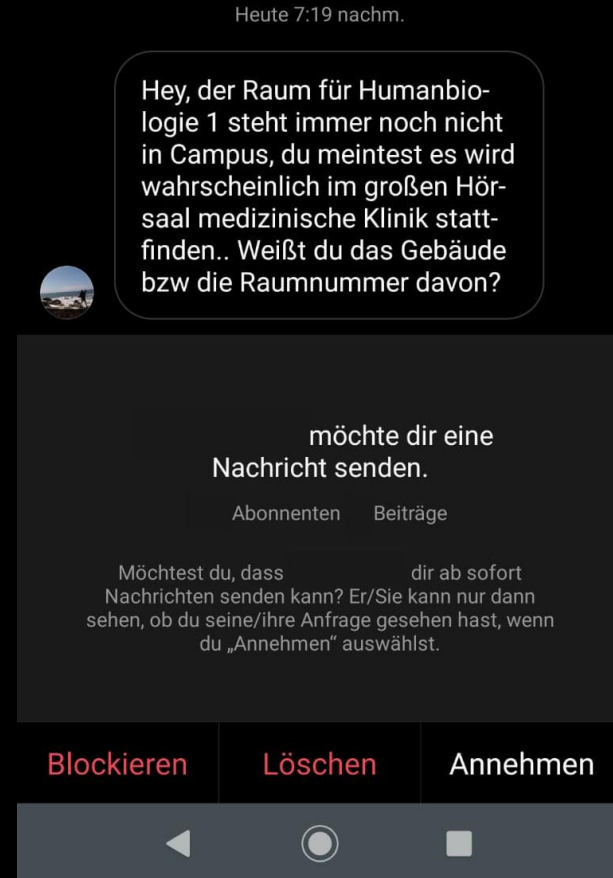 Heute 7:19 nachm.
Hey, der Raum für Humanbio-
logie 1 steht immer noch nicht
in Campus, du meintest es wird
wahrscheinlich im großen Hör-
saal medizinische Klinik statt-
finden.. Weißt du das Gebäude
bzw die Raumnummer davon?
möchte dir eine
Nachricht senden.
Abonnenten Beiträge
Möchtest du, dass dir ab sofort
Nachrichten senden kann? Er/Sie kann nur dann
sehen, ob du seine/ihre Anfrage gesehen hast, wenn
du „Annehmen“ auswählst.
Blockieren Löschen Annehmen